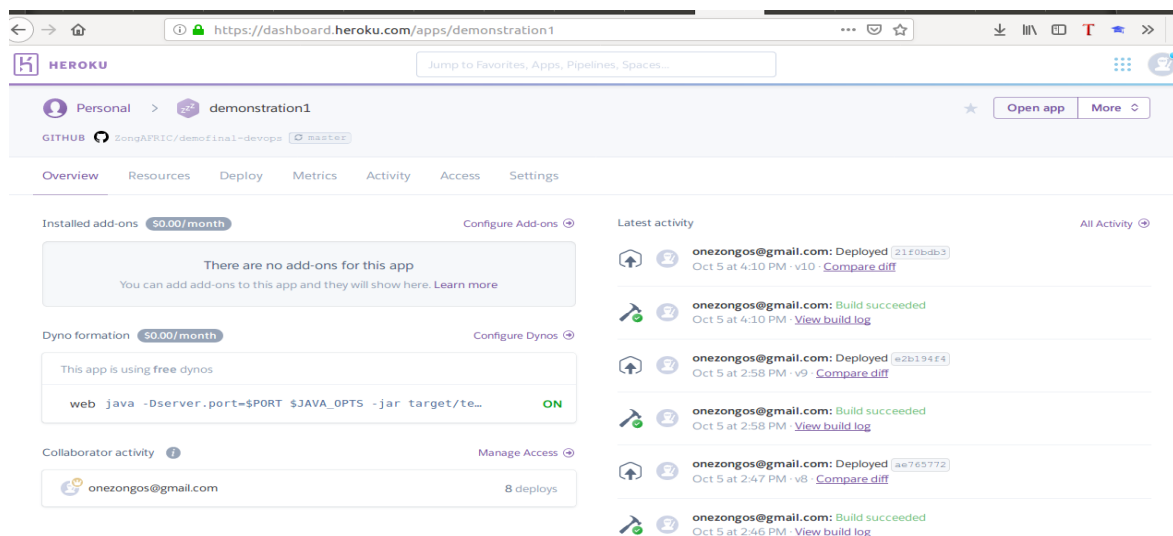 https://dashboard.heroku.com/apps/demonstration1
HEROKU
Jump to Favorites, Apps, Pipelines, Spaces...
Personal > demonstration1
Open app
More
GITHUB ZongAFRIC/demofinal-devops master
Overview Resources Deploy Metrics Activity Access Settings
Installed add-ons $0.00/month
Configure Add-ons
There are no add-ons for this app
You can add add-ons to this app and they will show here. Learn more
Dyno formation $0.00/month
Configure Dynos
This app is using free dynos
web java -Dserver.port=$PORT $JAVA_OPTS -jar target/te…
ON
Collaborator activity
Manage Access
onezongos@gmail.com
8 deploys
Latest activity
All Activity
onezongos@gmail.com: Deployed 21f0bdb3
Oct 5 at 4:10 PM · v10 · Compare diff
onezongos@gmail.com: Build succeeded
Oct 5 at 4:10 PM · View build log
onezongos@gmail.com: Deployed e2b194f4
Oct 5 at 2:58 PM · v9 · Compare diff
onezongos@gmail.com: Build succeeded
Oct 5 at 2:58 PM · View build log
onezongos@gmail.com: Deployed ae765772
Oct 5 at 2:47 PM · v8 · Compare diff
onezongos@gmail.com: Build succeeded
Oct 5 at 2:46 PM · View build log